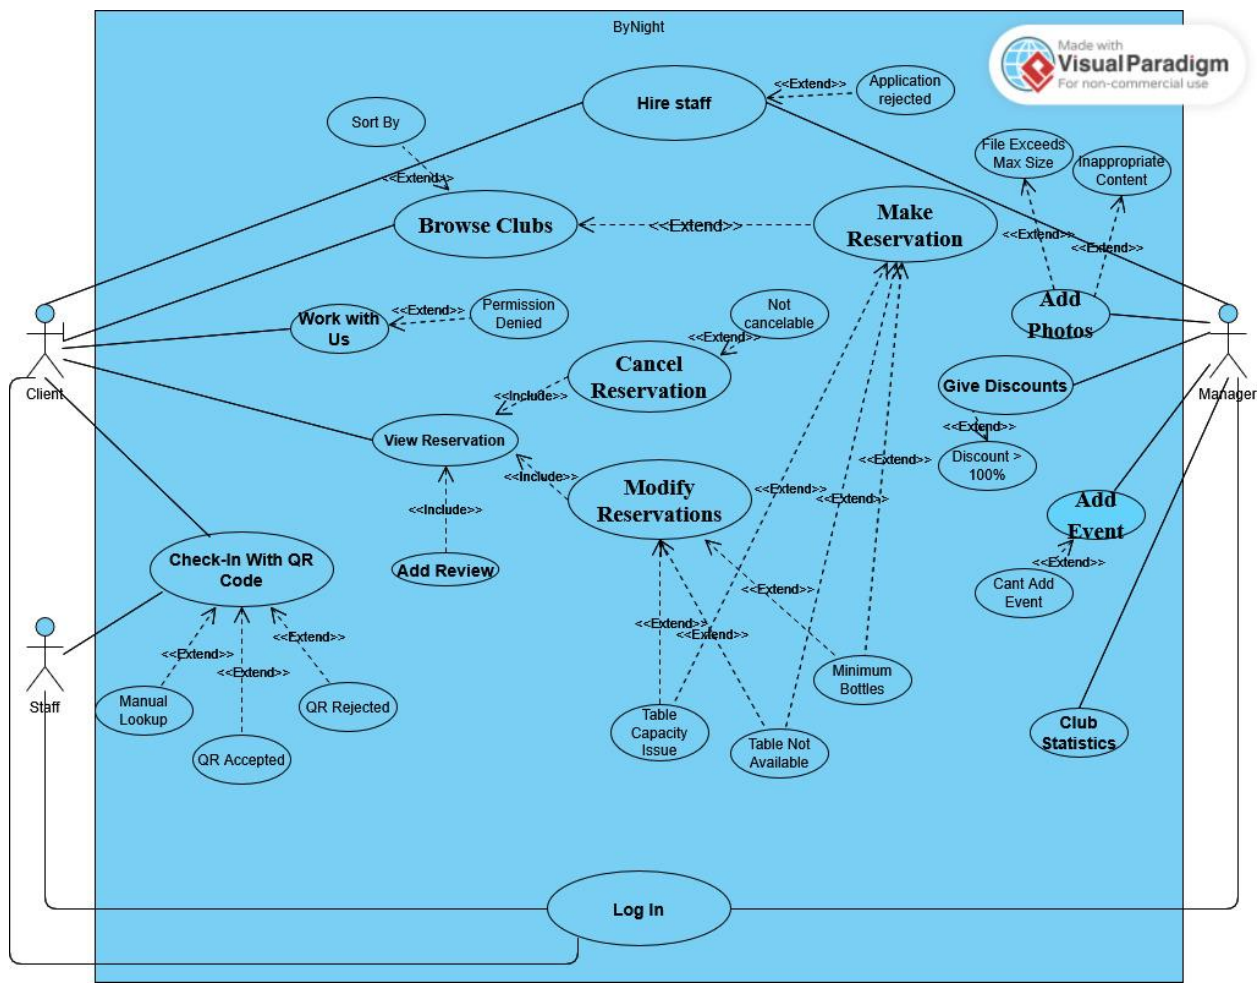 ByNight
Made with
Visual Paradigm
For non-commercial use
Hire staff
<<Extend>>
Application
rejected
Sort By
<<Extend>>
File Exceeds
Max Size
Inappropriate
Content
Browse Clubs
<<Extend>>
Make
Reservation
<<Extend>>
<<Extend>>
Work with
Us
<<Extend>>
Permission
Denied
Not
cancelable
<<Extend>>
Add
Photos
Client
Manager
Cancel
Reservation
<<Include>>
Give Discounts
<<Extend>>
View Reservation
Discount >
100%
<<Include>>
<<Include>>
Modify
Reservations
<<Extend>>
<<Extend>>
<<Extend>>
Add
Event
<<Extend>>
Cant Add
Event
Add Review
Check-In With QR
Code
<<Extend>>
<<Extend>>
<<Extend>>
<<Extend>>
<<Extend>>
<<Extend>>
Staff
Manual
Lookup
QR Rejected
QR Accepted
Minimum
Bottles
Table
Capacity
Issue
Table Not
Available
Club
Statistics
Log In